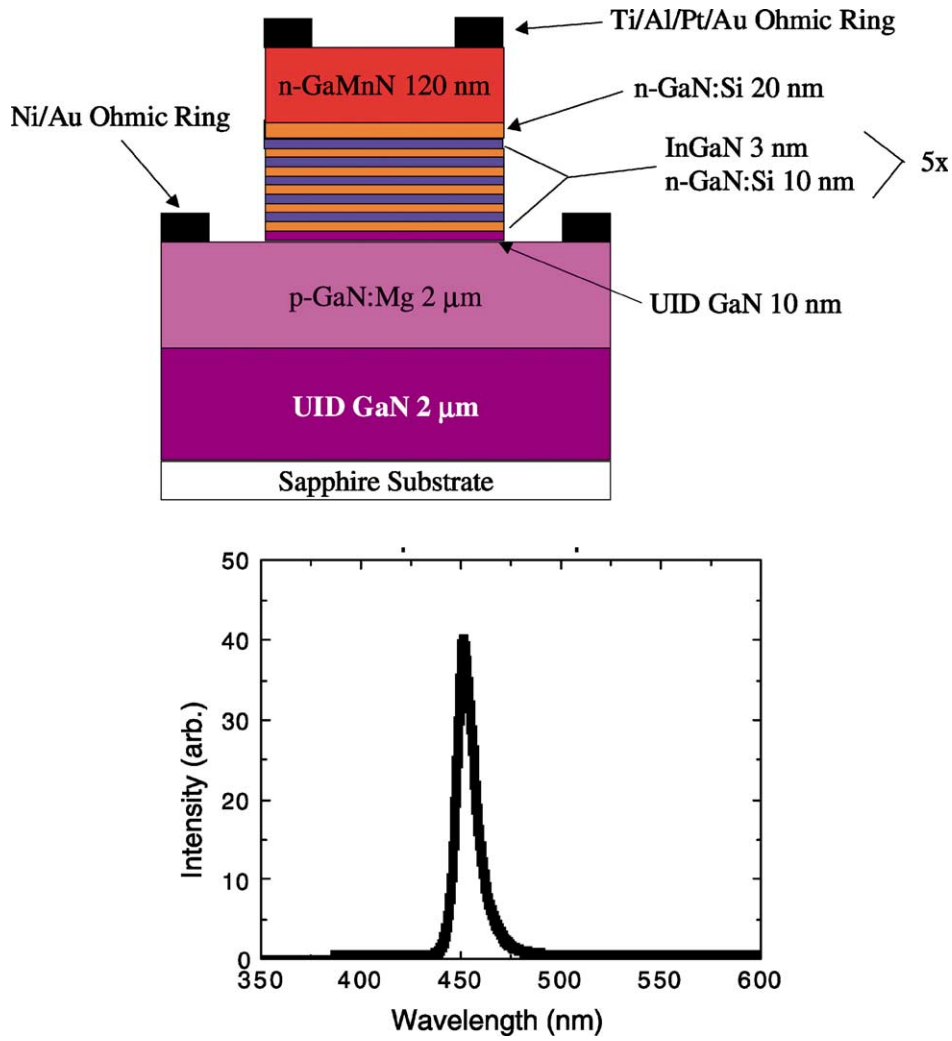 Ti/Al/Pt/Au Ohmic Ring
n-GaMnN 120 nm
n-GaN:Si 20 nm
Ni/Au Ohmic Ring
InGaN 3 nm
5x
n-GaN:Si 10 nm
p-GaN:Mg 2 μm
UID GaN 10 nm
UID GaN 2 μm
Sapphire Substrate
50
40
30
20
10
0
Intensity (arb.)
350 400 450 500 550 600
Wavelength (nm)